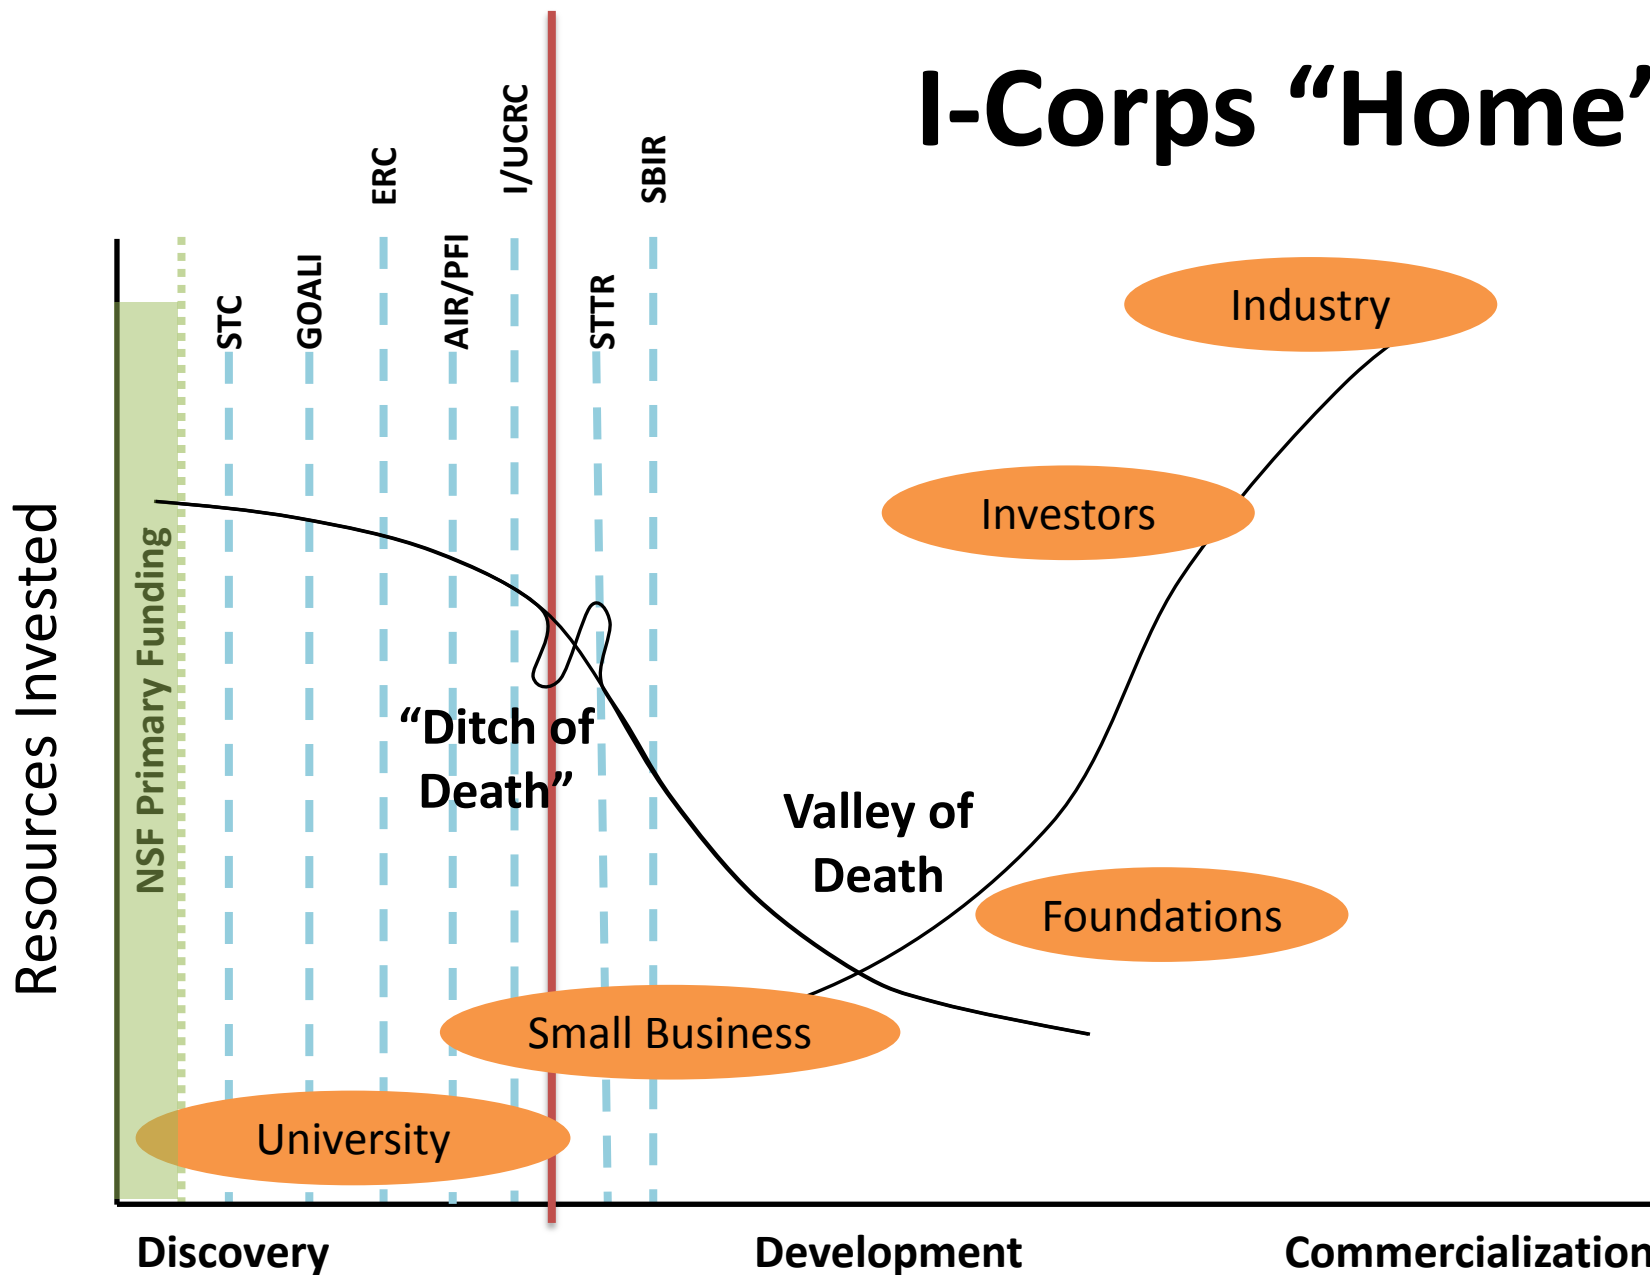 I-Corps “Home”
I/UCRC
ERC
SBIR
AIR/PFI
GOALI
STTR
STC
Industry
Investors
Resources Invested
NSF Primary Funding
“Ditch of
Death”
Valley of
Death
Foundations
Small Business
University
Discovery
Development
Commercialization